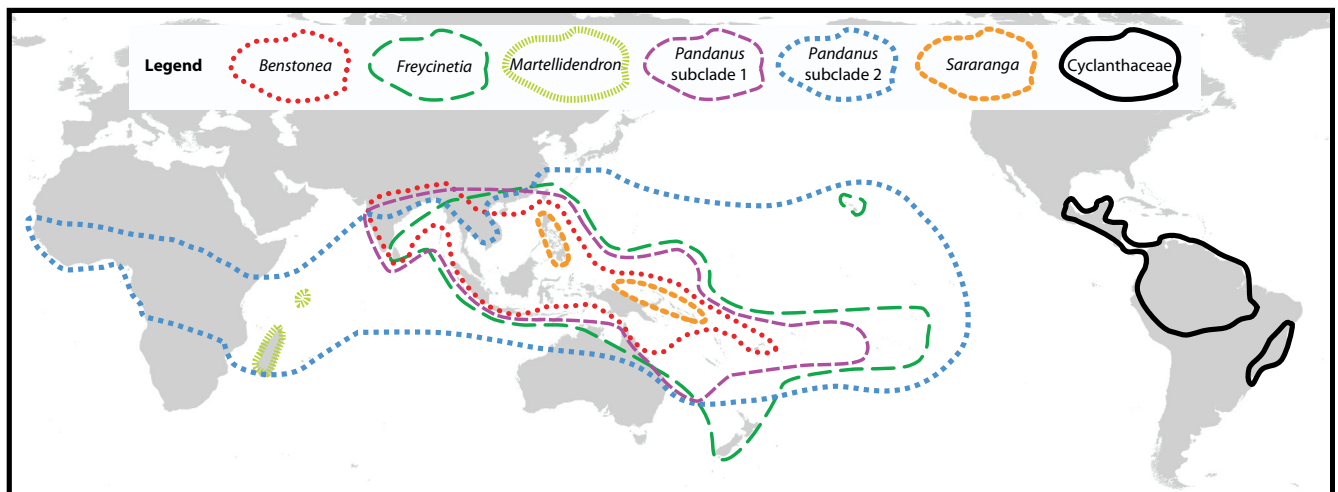 Legend
Benstonea
Freycinetia
Martellidendron
Pandanus
subclade 1
Pandanus
subclade 2
Sararanga
Cyclanthaceae